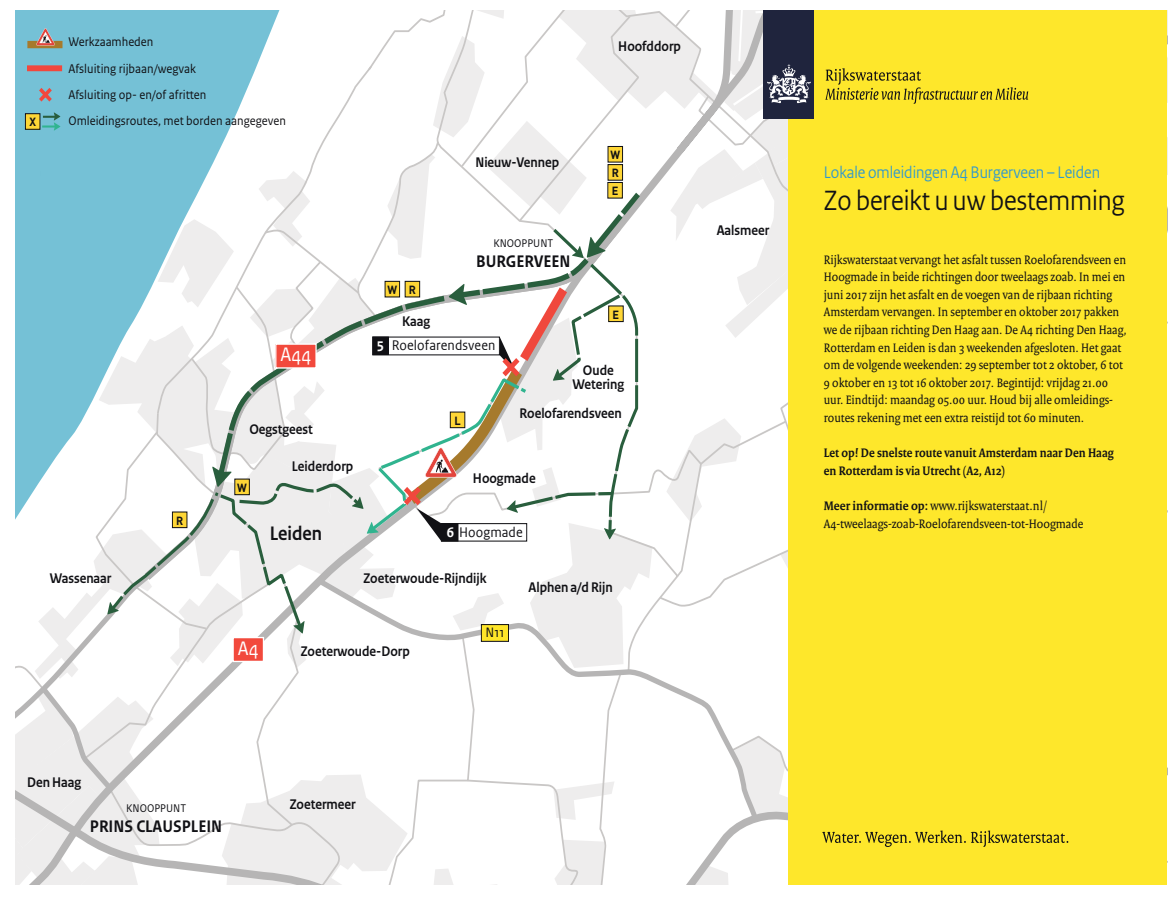 Werkzaamheden
Afsluiting rijbaan/wegvak
Afsluiting op- en/of afritten
X
Omleidingsroutes, met borden aangegeven
Hoofddorp
Nieuw-Vennep
W
R
E
Aalsmeer
KNOOPPUNT
BURGERVEEN
W R
Kaag
E
5 Roelofarendsveen
A44
Oude
Wetering
Roelofarendsveen
L
Oegstgeest
Leiderdorp
Hoogmade
W
R
Leiden
6 Hoogmade
Wassenaar
Zoeterwoude-Rijndijk
Alphen a/d Rijn
N11
A4
Zoeterwoude-Dorp
Den Haag
KNOOPPUNT
PRINS CLAUSPLEIN
Zoetermeer
Rijkswaterstaat
Ministerie van Infrastructuur en Milieu
Lokale omleidingen A4 Burgerveen – Leiden
Zo bereikt u uw bestemming
Rijkswaterstaat vervangt het asfalt tussen Roelofarendsveen en
Hoogmade in beide richtingen door tweelaags zoab. In mei en
juni 2017 zijn het asfalt en de voegen van de rijbaan richting
Amsterdam vervangen. In september en oktober 2017 pakken
we de rijbaan richting Den Haag aan. De A4 richting Den Haag,
Rotterdam en Leiden is dan 3 weekenden afgesloten. Het gaat
om de volgende weekenden: 29 september tot 2 oktober, 6 tot
9 oktober en 13 tot 16 oktober 2017. Begintijd: vrijdag 21.00
uur. Eindtijd: maandag 05.00 uur. Houd bij alle omleidings-
routes rekening met een extra reistijd tot 60 minuten.
Let op! De snelste route vanuit Amsterdam naar Den Haag
en Rotterdam is via Utrecht (A2, A12)
Meer informatie op: www.rijkswaterstaat.nl/
A4-tweelaags-zoab-Roelofarendsveen-tot-Hoogmade
Water. Wegen. Werken. Rijkswaterstaat.